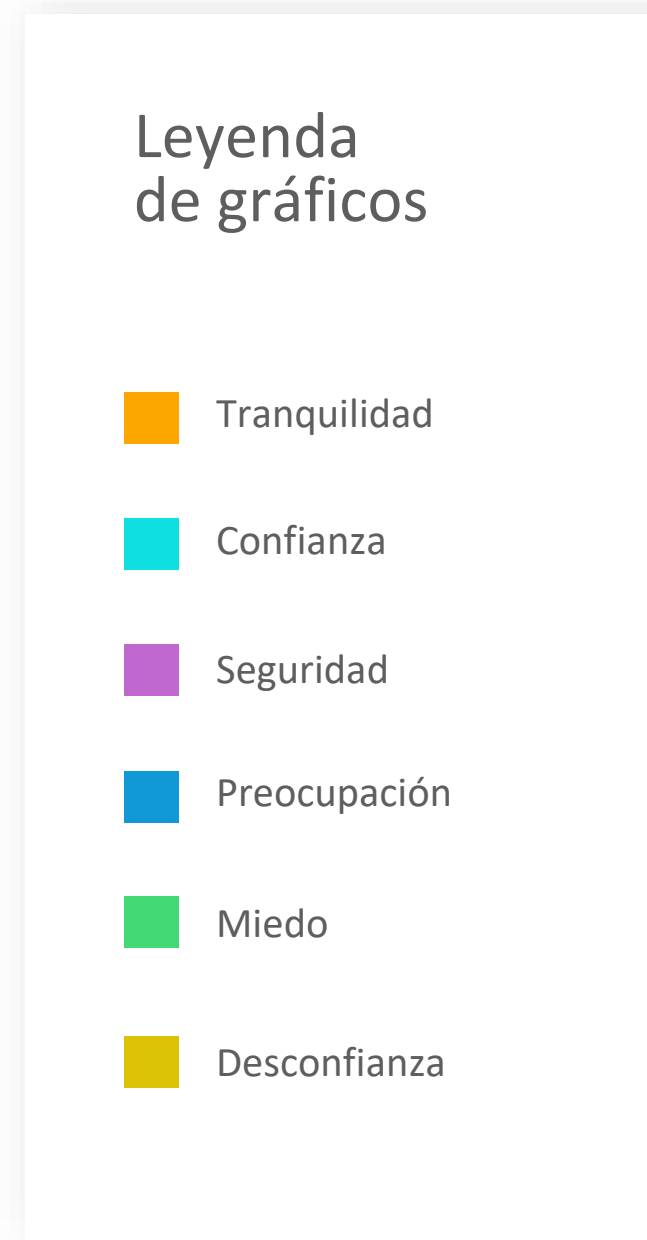 Leyenda
de gráficos
Tranquilidad
Confianza
Seguridad
Preocupación
Miedo
Desconfianza